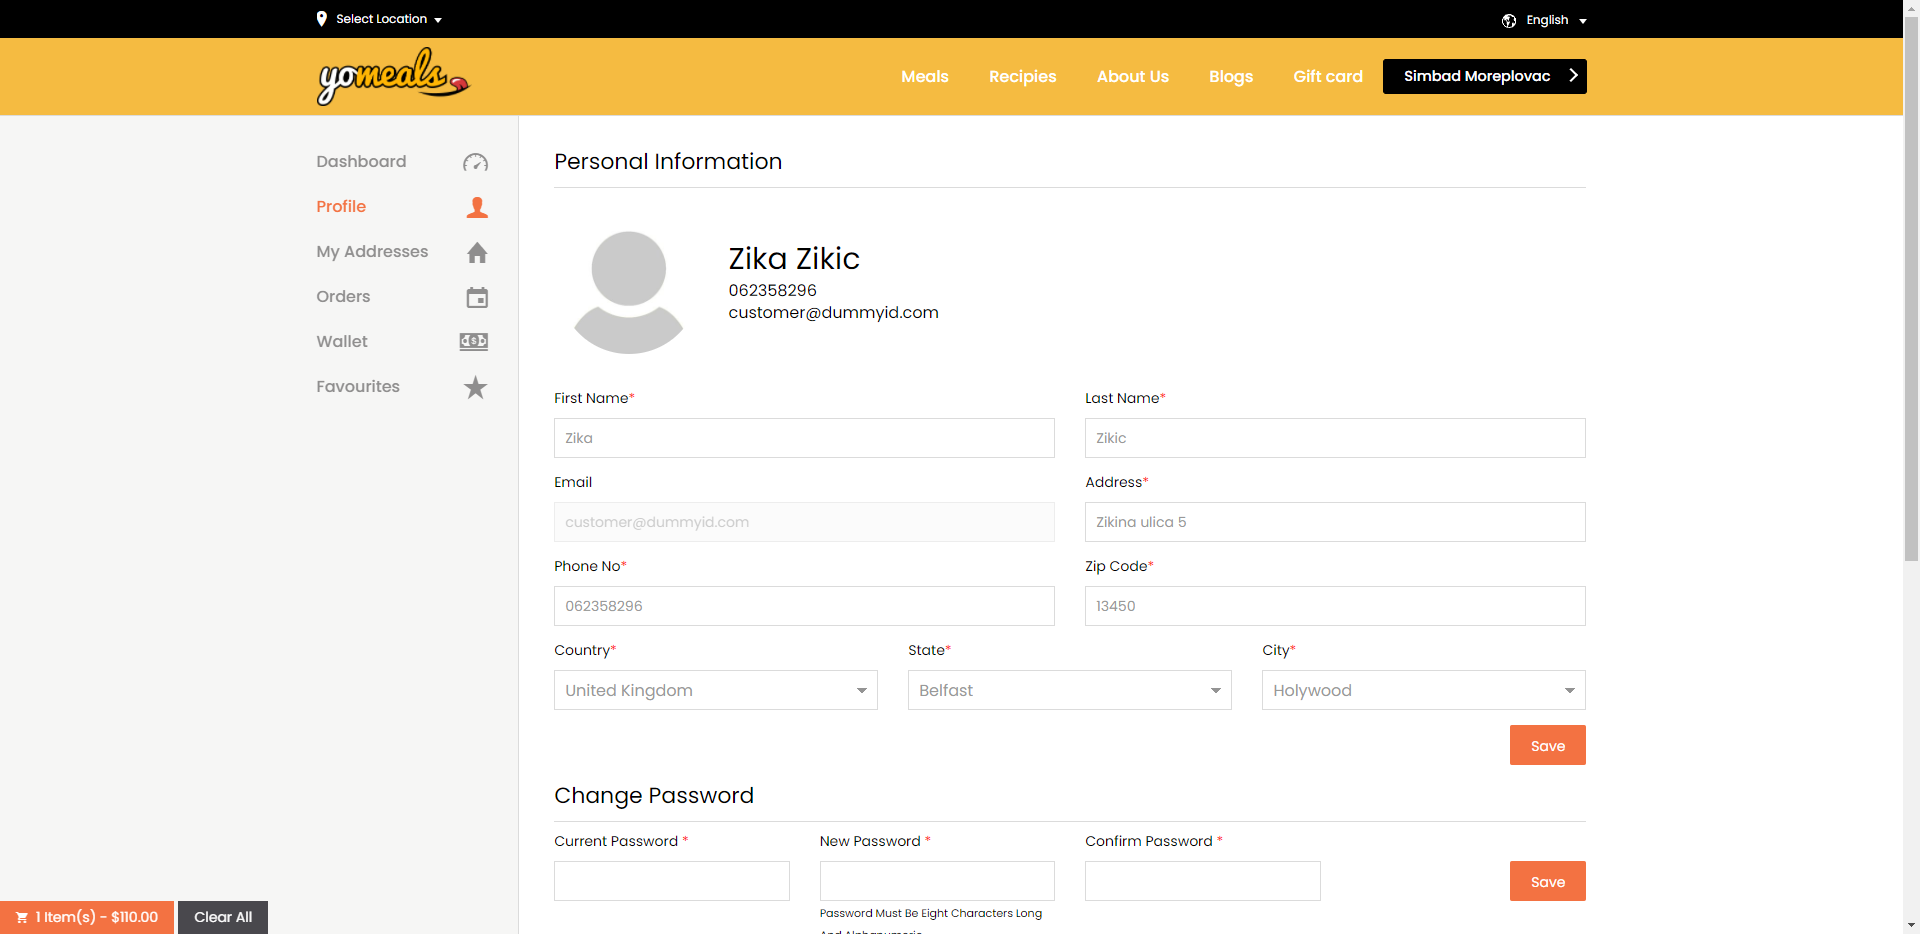 Select Location
English
yomeals
Meals
Recipies
About Us
Blogs
Gift card
Simbad Moreplovac
Dashboard
Profile
My Addresses
Orders
Wallet
Favourites
Personal Information
Zika Zikic
062358296
customer@dummyid.com
First Name*
Last Name*
Zika
Zikic
Email
Address*
customer@dummyid.com
Zikina ulica 5
Phone No*
Zip Code*
062358296
13450
Country*
State*
City*
United Kingdom
Belfast
Holywood
Save
Change Password
Current Password *
New Password *
Confirm Password *
Save
Password Must Be Eight Characters Long
And Alphanumeric
1 Item(s) - $110.00
Clear All